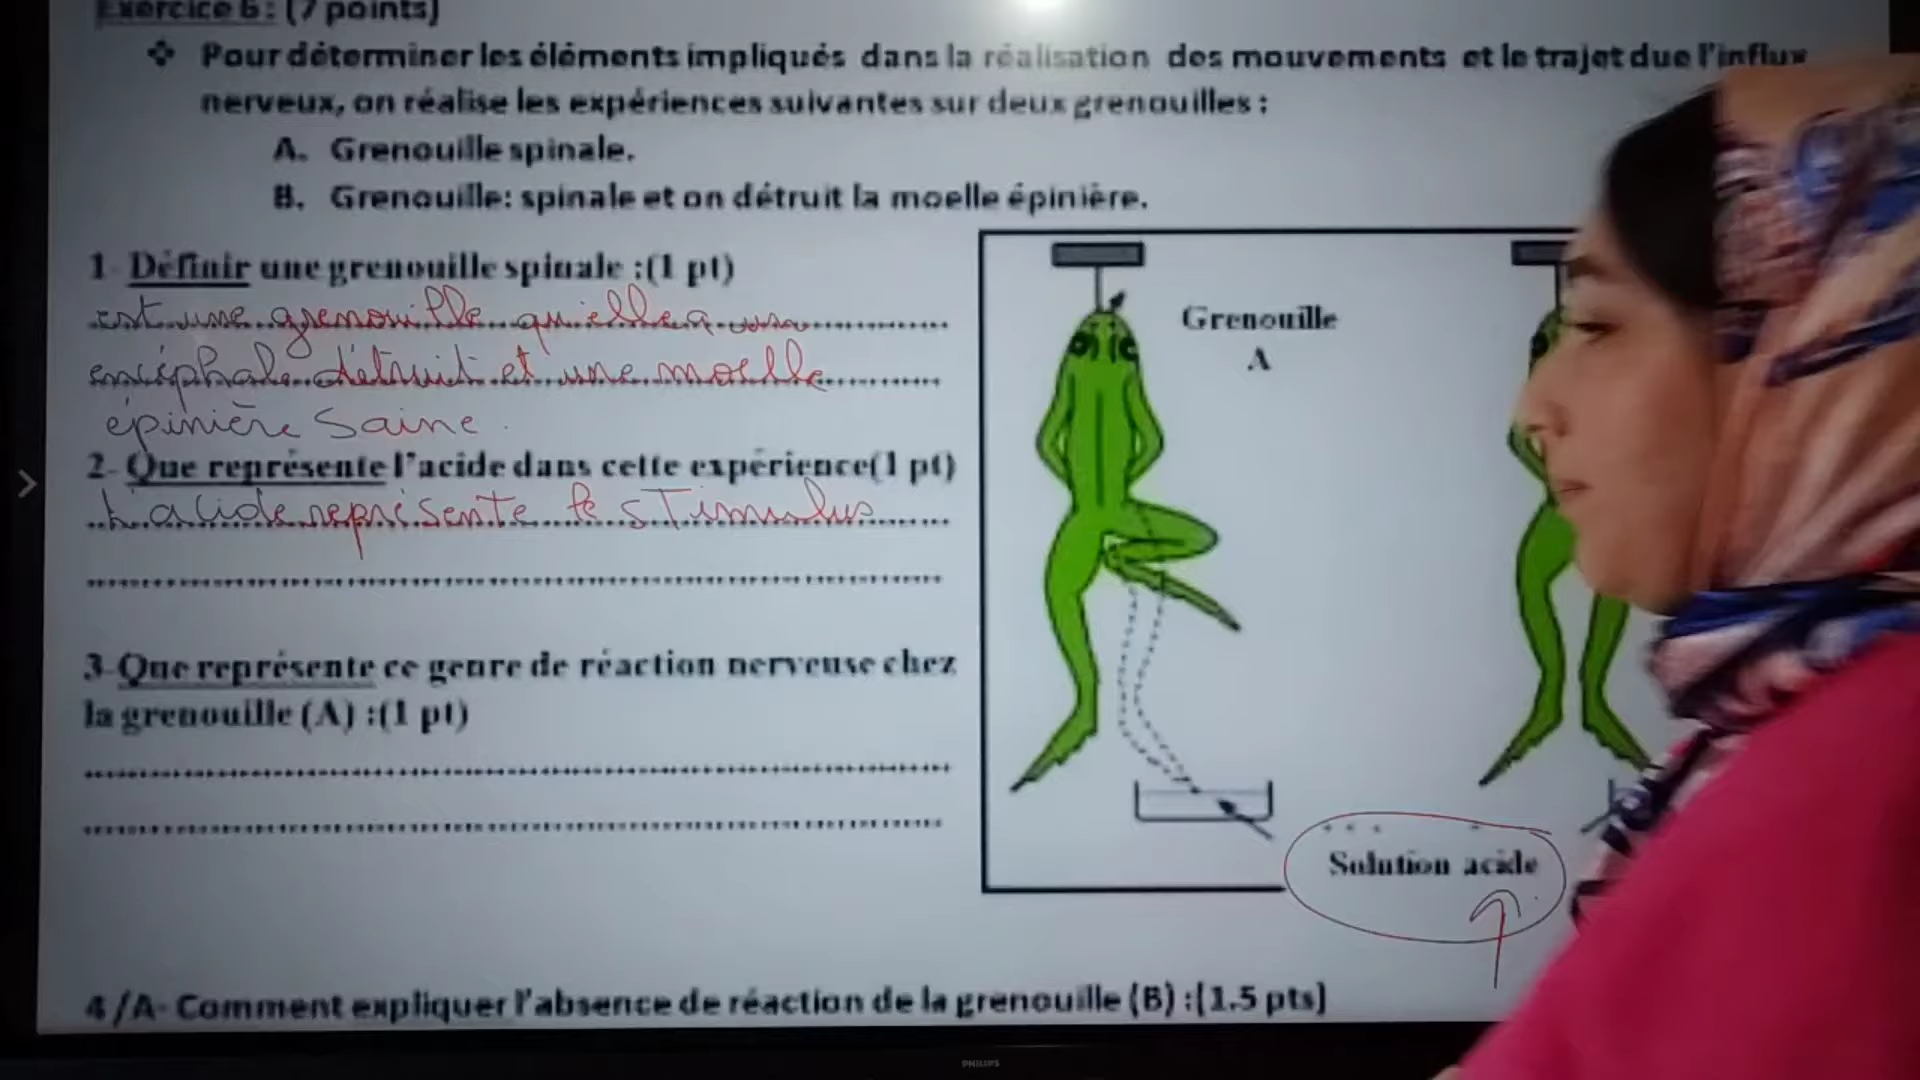 Exercice 6 : (7 points)
❖ Pour déterminer les éléments impliqués dans la réalisation des mouvements et le trajet due l'influx
nerveux, on réalise les expériences suivantes sur deux grenouilles :
A. Grenouille spinale.
B. Grenouille: spinale et on détruit la moelle épinière.
1- Définir une grenouille spinale :(1 pt)
est une grenouille qu'elle a un
encéphale détruit et une moelle
épinière saine.
2- Que représente l'acide dans cette expérience(1 pt)
L'acide représente le stimulus
3-Que représente ce genre de réaction nerveuse chez
la grenouille (A) :(1 pt)
Grenouille
A
Solution acide
4/A- Comment expliquer l'absence de réaction de la grenouille (B) :(1.5 pts)
PHILIPS